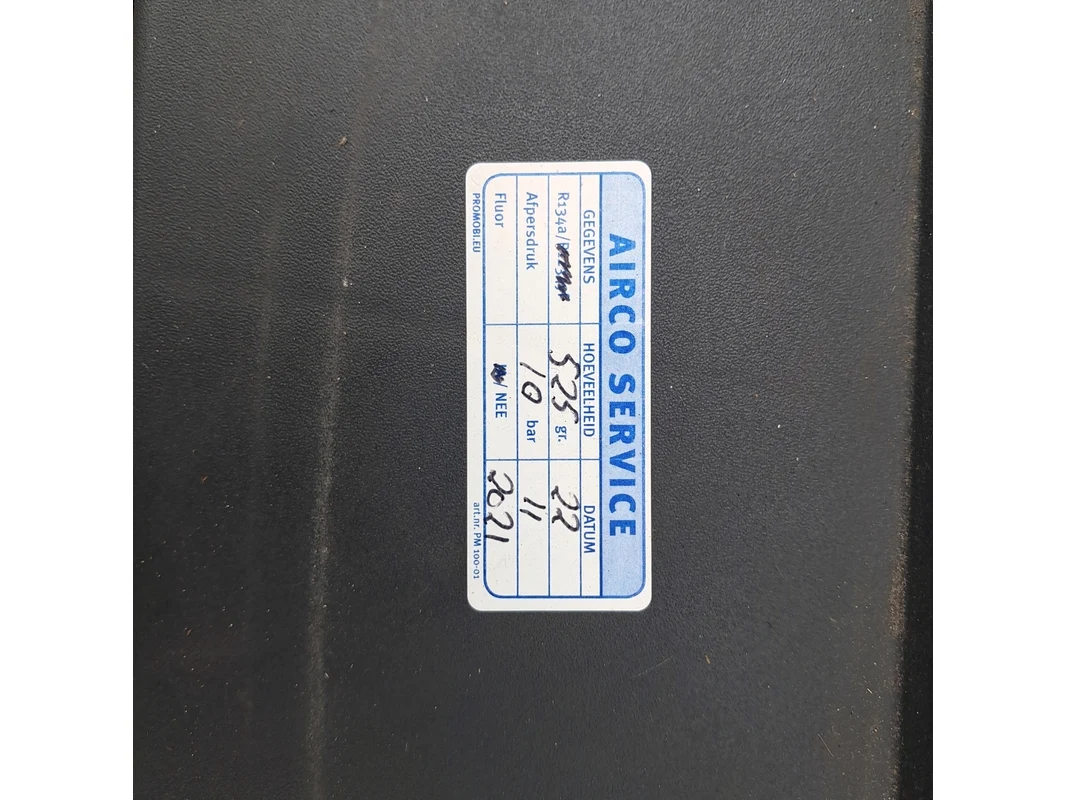 AIRCO SERVICE
GEGEVENS HOEVEELHEID DATUM
R134a/ 525 gr. 22
Afpersdruk 10 bar 11
Fluor / NEE 2021
PROMOBI.EU art.nr. PM 100-01